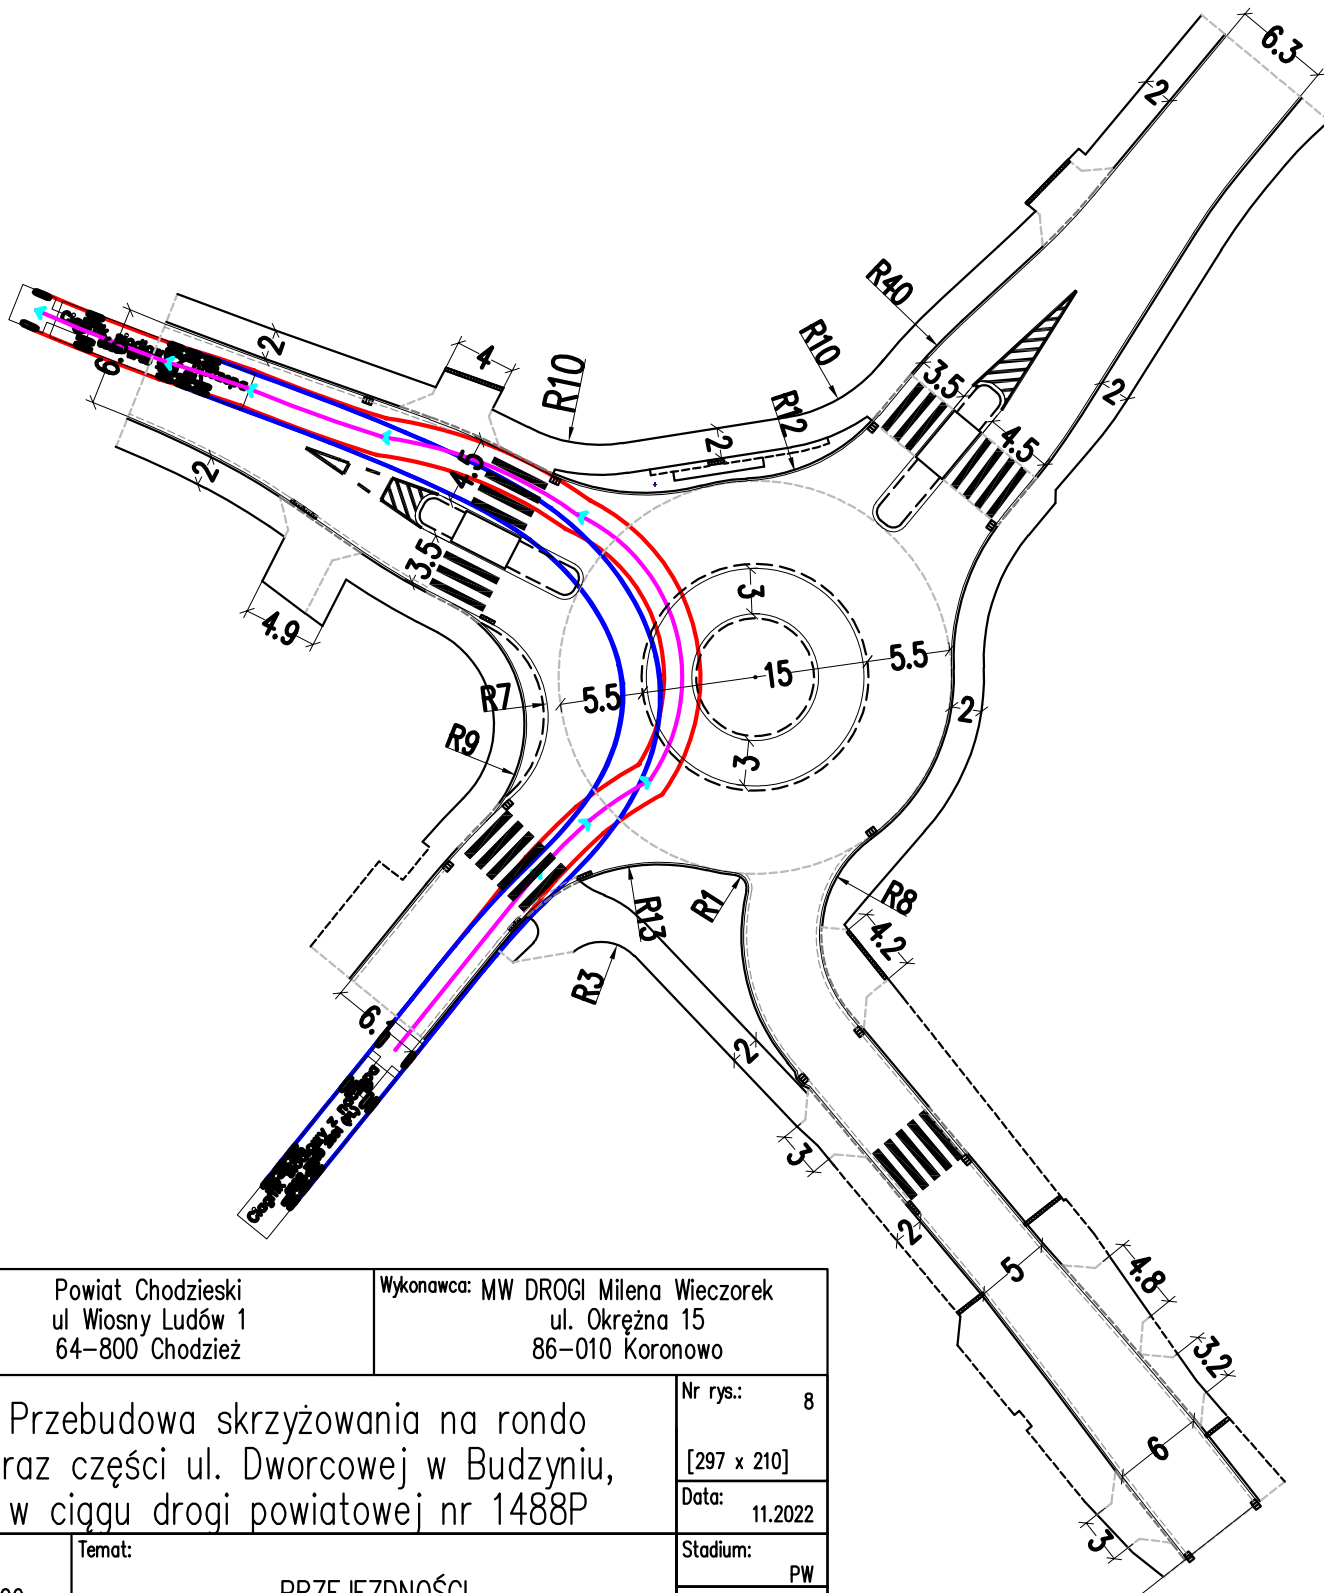 6.3
2
R40
R10
3.5
2
R12
4.5
2
4
R10
2
6.
4.5
2
3.5
4.9
3
15
5.5
5.5
R7
R9
2
3
R8
R1
R13
4.2
R3
6.1
2
3
2
5
4.8
3.2
6
3
Powiat Chodzieski
ul Wiosny Ludów 1
64-800 Chodzież
Wykonawca: MW DROGI Milena Wieczorek
ul. Okrężna 15
86-010 Koronowo
Przebudowa skrzyżowania na rondo
raz części ul. Dworcowej w Budzyniu,
w ciągu drogi powiatowej nr 1488P
Nr rys.: 8
[297 x 210]
Data: 11.2022
Temat:
PRZEJEZDNOŚCI
Stadium:
PW